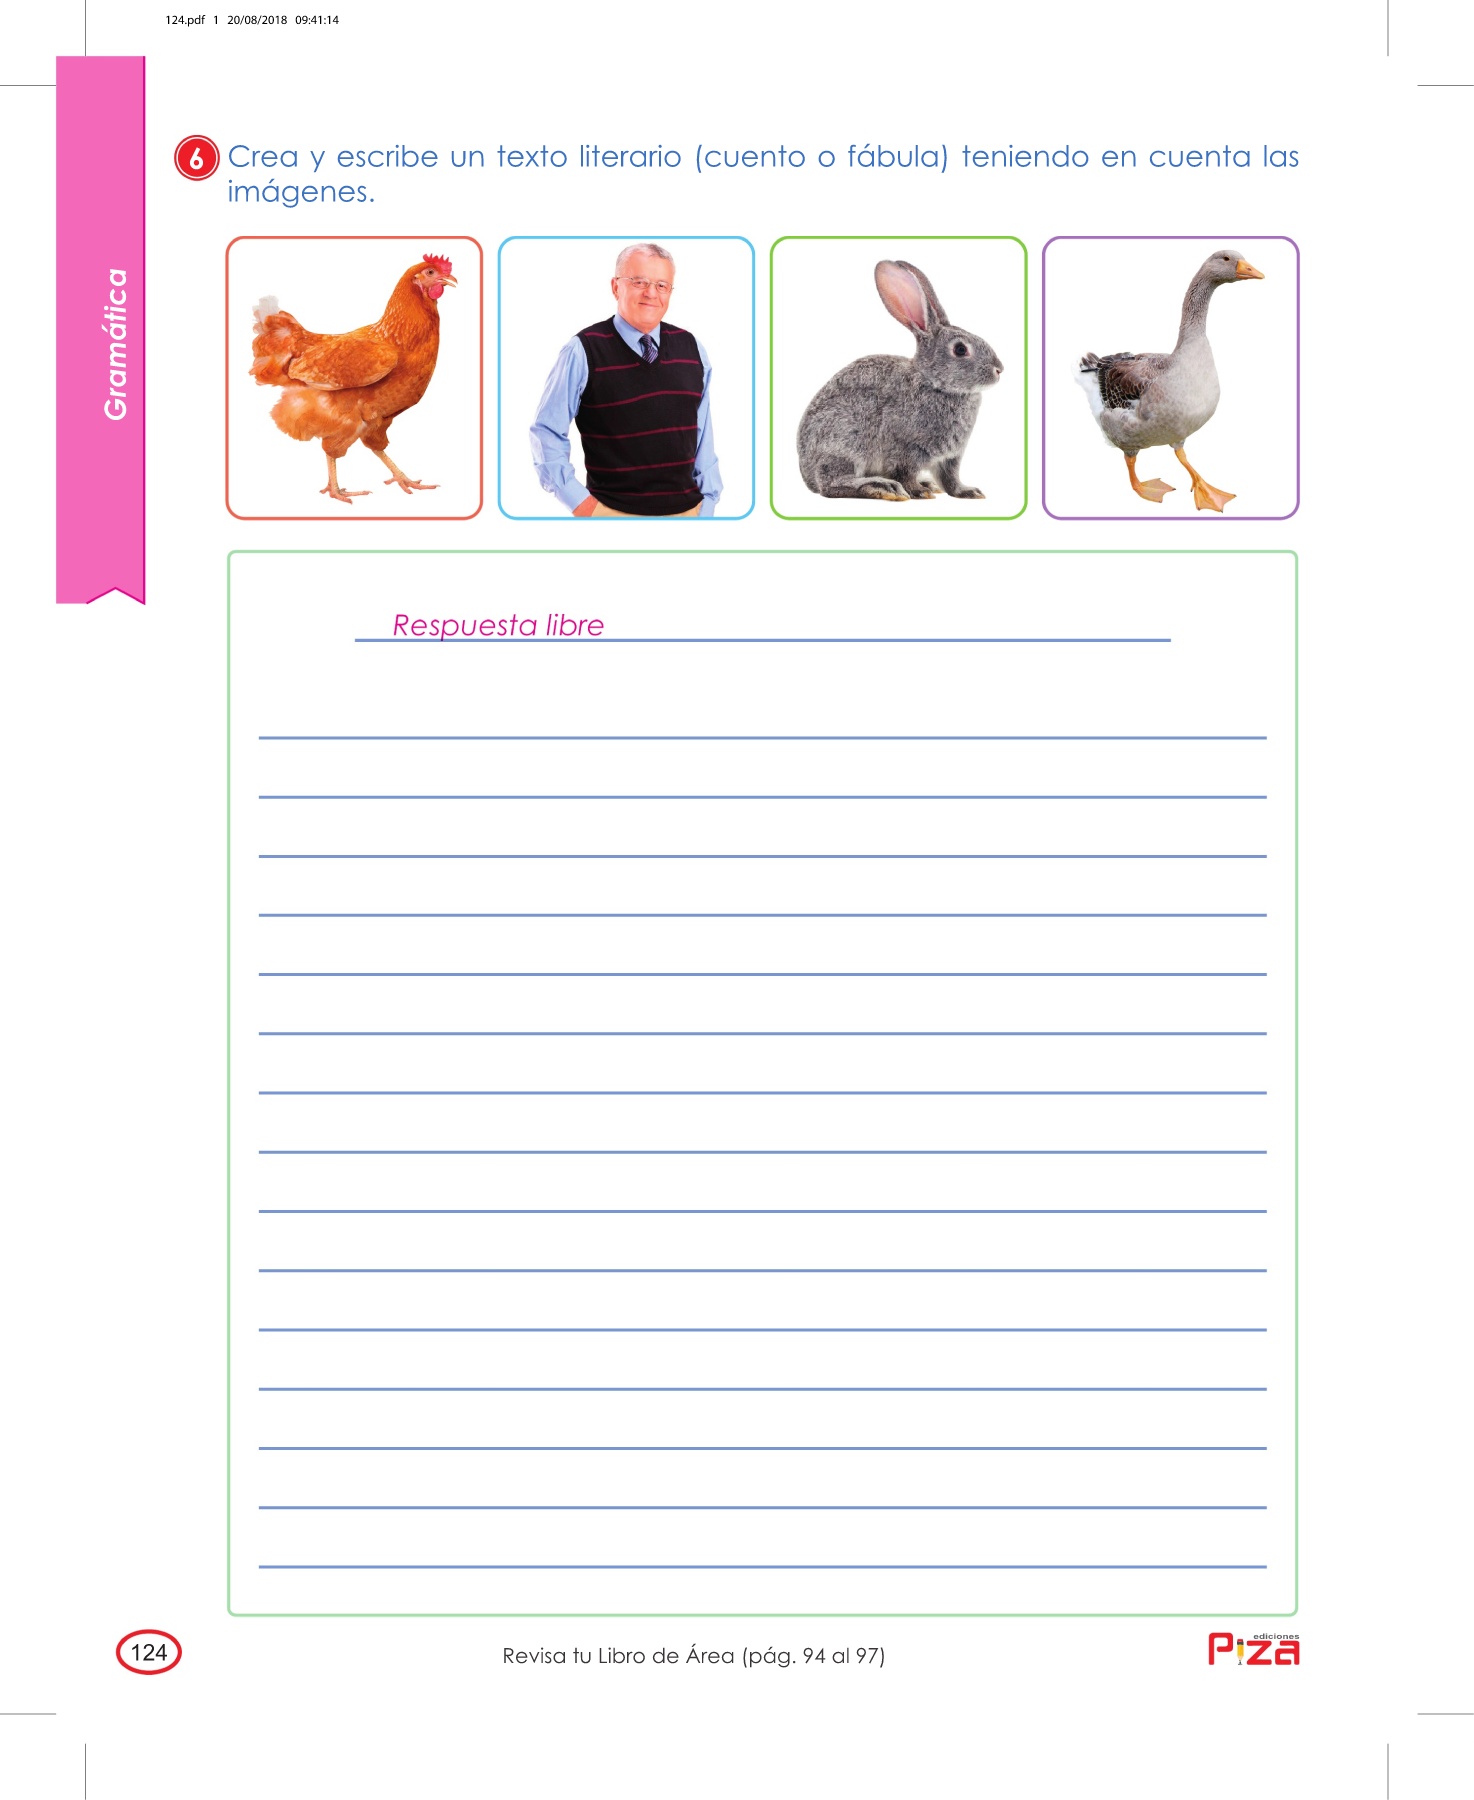 124.pdf 1 20/08/2018 09:41:14
Gramática
6 Crea y escribe un texto literario (cuento o fábula) teniendo en cuenta las
imágenes.
Respuesta libre
124
Revisa tu Libro de Área (pág. 94 al 97)
ediciones
Piza